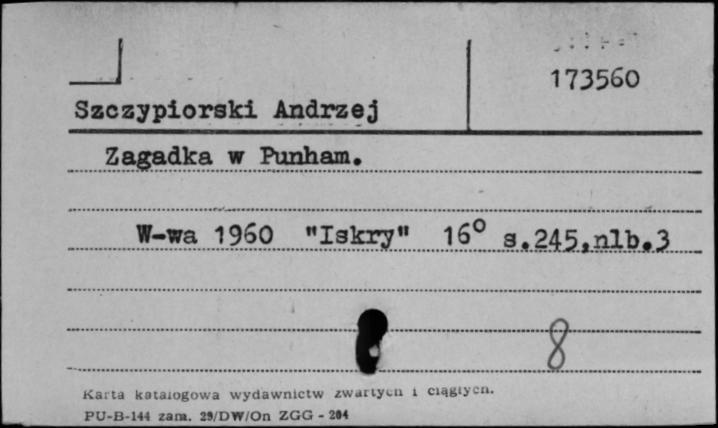 173560
Szczypiorski Andrzej
Zagadka w Punham.
W-wa 1960 "Iskry" 16° s.245,nlb.3
8
Karta katalogowa wydawnictw zwartych i ciągłych.
PU-B-144 zam. 29/DW/On ZGG - 204